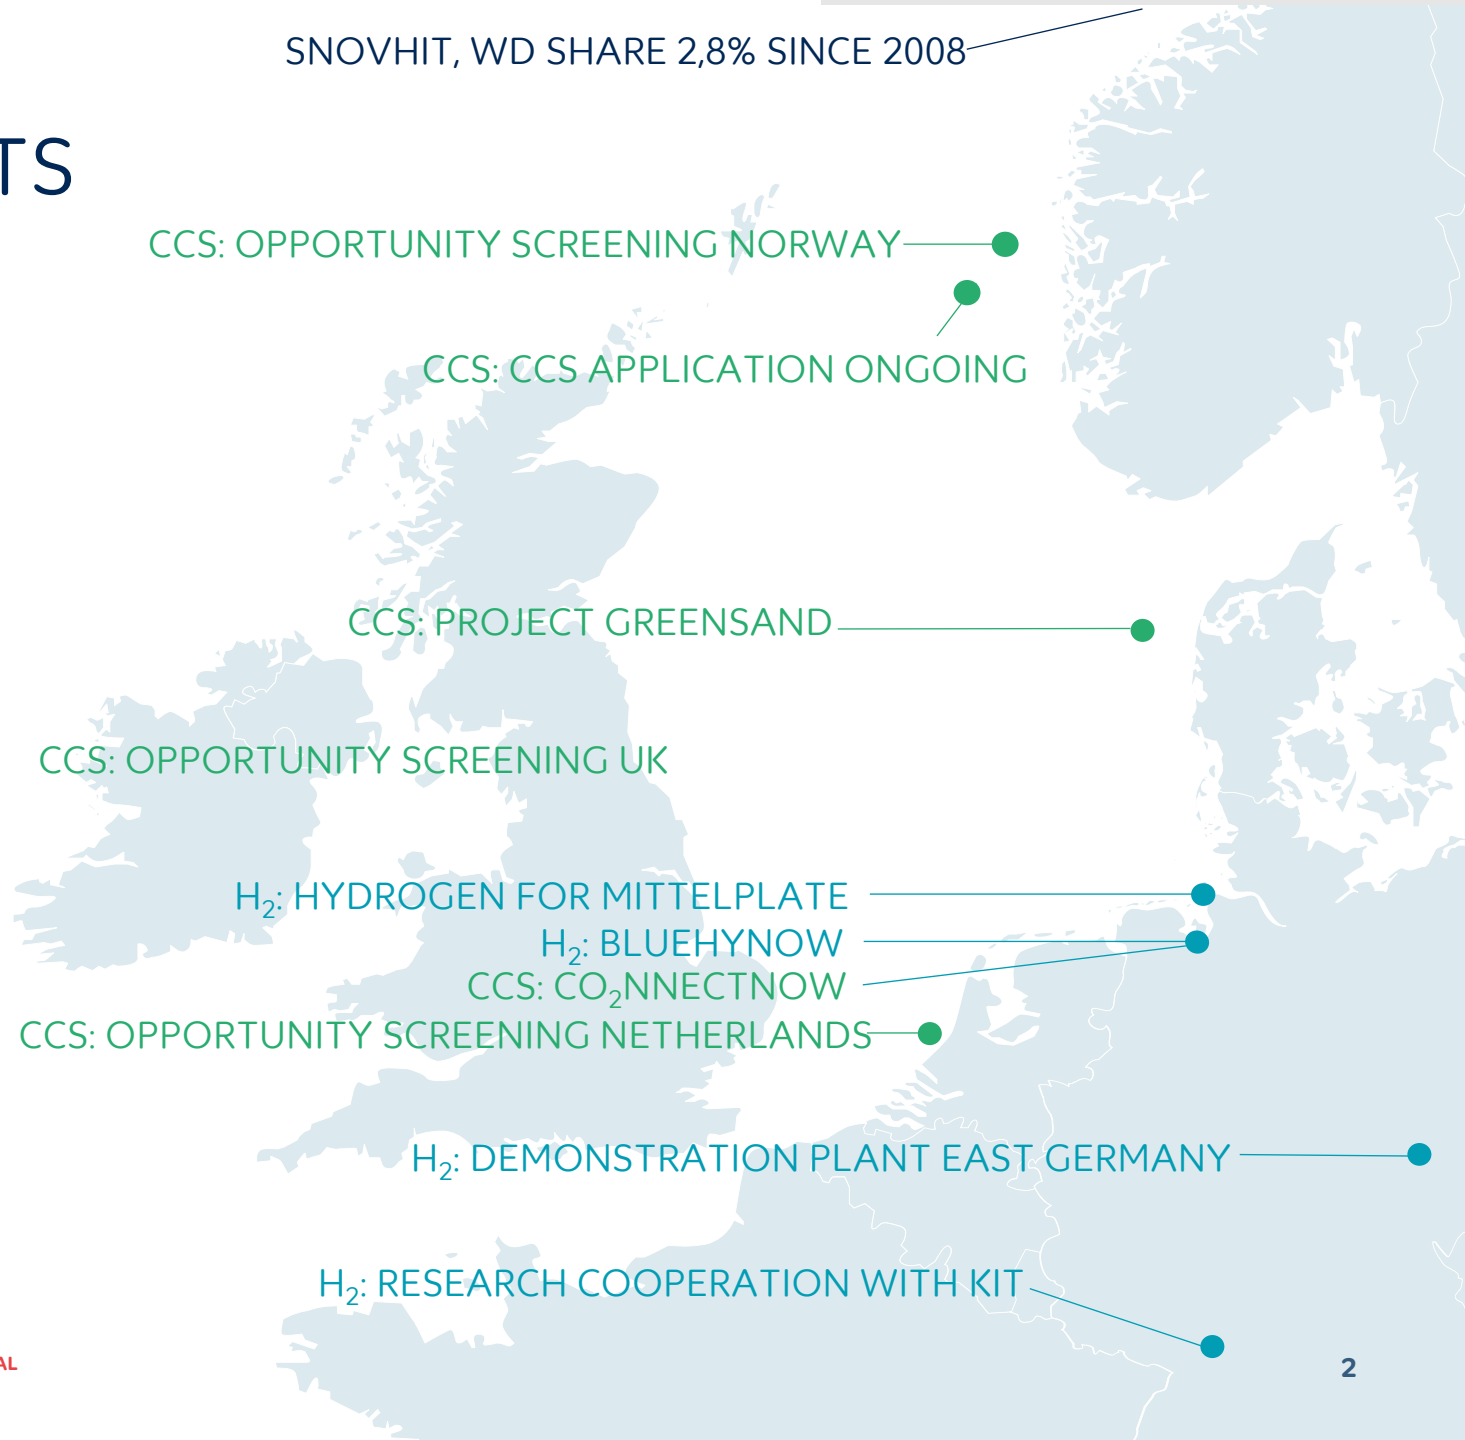 SNOVHIT, WD SHARE 2,8% SINCE 2008
TS
CCS: OPPORTUNITY SCREENING NORWAY
CCS: CCS APPLICATION ONGOING
CCS: PROJECT GREENSAND
CCS: OPPORTUNITY SCREENING UK
H₂: HYDROGEN FOR MITTELPLATE
H₂: BLUEHYNOW
CCS: CO₂NNECTNOW
CCS: OPPORTUNITY SCREENING NETHERLANDS
H₂: DEMONSTRATION PLANT EAST GERMANY
H₂: RESEARCH COOPERATION WITH KIT
AL
2